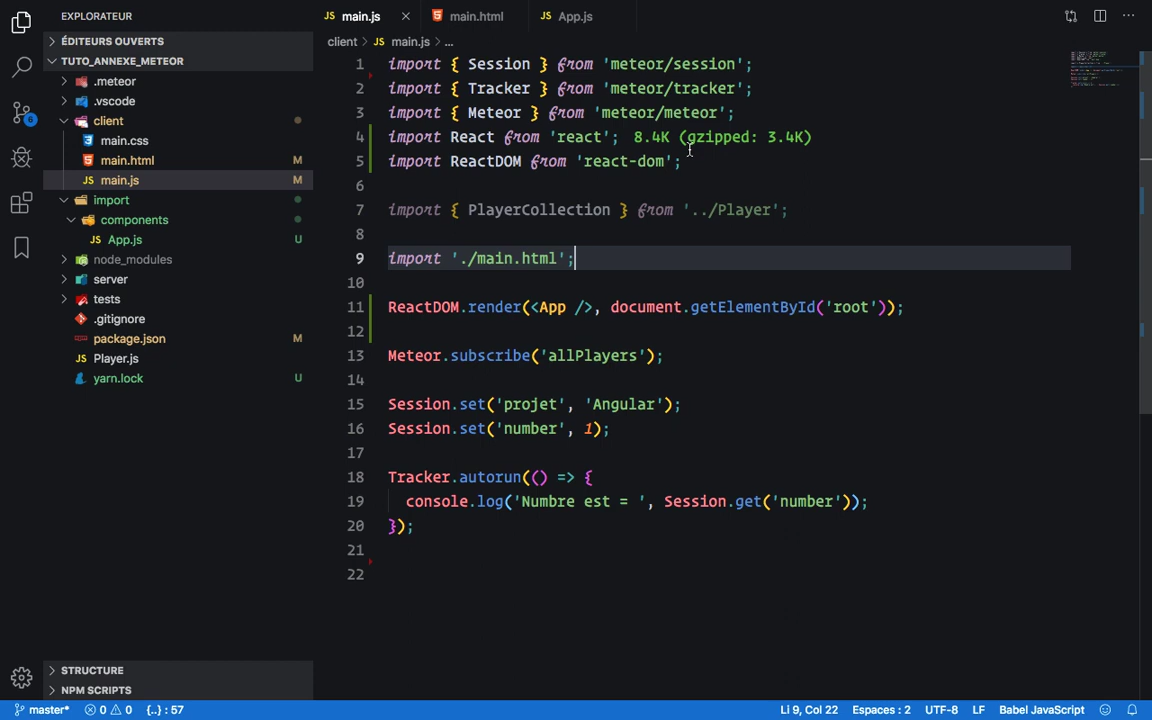 EXPLORATEUR
ÉDITEURS OUVERTS
TUTO_ANNEXE_METEOR
.meteor
.vscode
client
main.css
main.html M
JS main.js M
import
components
JS App.js U
node_modules
server
tests
.gitignore
package.json M
JS Player.js
yarn.lock U
STRUCTURE
NPM SCRIPTS
JS main.js × main.html JS App.js
client > JS main.js > ...
1 import { Session } from 'meteor/session';
2 import { Tracker } from 'meteor/tracker';
3 import { Meteor } from 'meteor/meteor';
4 import React from 'react'; 8.4K (gzipped: 3.4K)
5 import ReactDOM from 'react-dom';
6
7 import { PlayerCollection } from '../Player';
8
9 import './main.html';
10
11 ReactDOM.render(<App />, document.getElementById('root'));
12
13 Meteor.subscribe('allPlayers');
14
15 Session.set('projet', 'Angular');
16 Session.set('number', 1);
17
18 Tracker.autorun(() => {
19 console.log('Numbre est = ', Session.get('number'));
20 });
21
22
master* 0 0 {..} : 57 Li 9, Col 22 Espaces : 2 UTF-8 LF Babel JavaScript